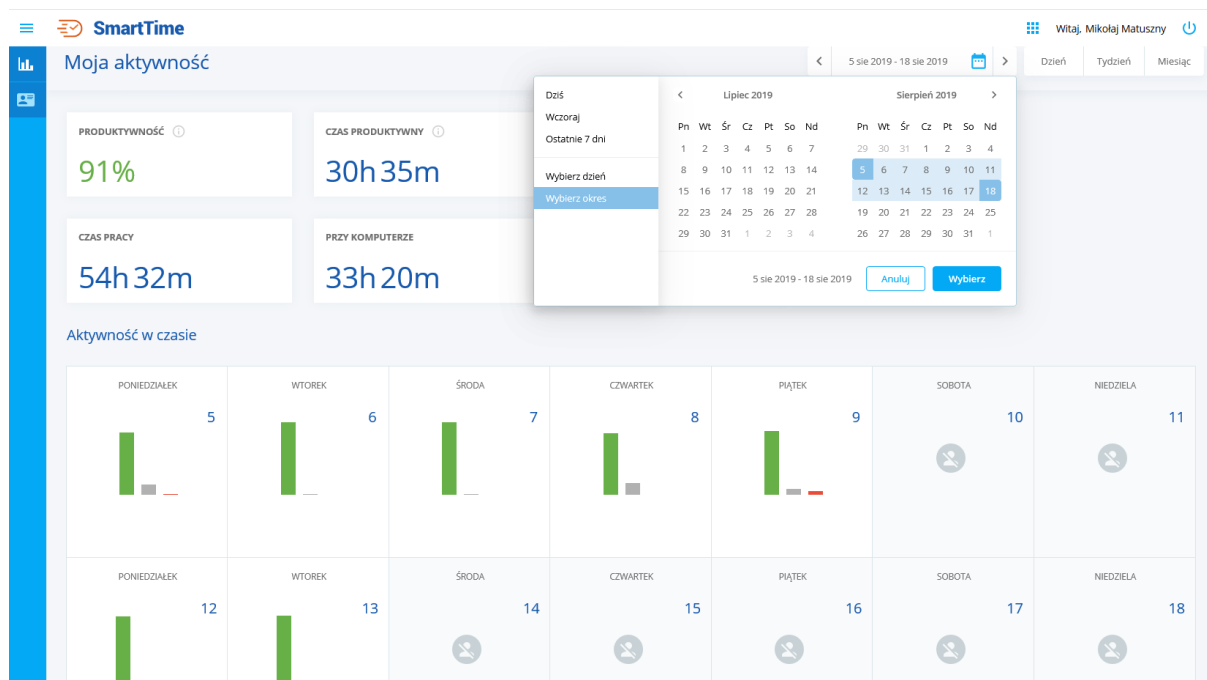 SmartTime
Witaj, Mikołaj Matuszny
Moja aktywność
5 sie 2019 - 18 sie 2019
Dzień Tydzień Miesiąc
PRODUKTYWNOŚĆ
91%
CZAS PRODUKTYWNY
30h 35m
CZAS PRACY
54h 32m
PRZY KOMPUTERZE
33h 20m
Dziś
Wczoraj
Ostatnie 7 dni
Wybierz dzień
Wybierz okres
Lipiec 2019
Pn Wt Śr Cz Pt So Nd
1 2 3 4 5 6 7
8 9 10 11 12 13 14
15 16 17 18 19 20 21
22 23 24 25 26 27 28
29 30 31 1 2 3 4
Sierpień 2019
Pn Wt Śr Cz Pt So Nd
29 30 31 1 2 3 4
5 6 7 8 9 10 11
12 13 14 15 16 17 18
19 20 21 22 23 24 25
26 27 28 29 30 31 1
5 sie 2019 - 18 sie 2019
Anuluj
Wybierz
Aktywność w czasie
PONIEDZIAŁEK WTOREK ŚRODA CZWARTEK PIĄTEK SOBOTA NIEDZIELA
5 6 7 8 9 10 11
PONIEDZIAŁEK WTOREK ŚRODA CZWARTEK PIĄTEK SOBOTA NIEDZIELA
12 13 14 15 16 17 18